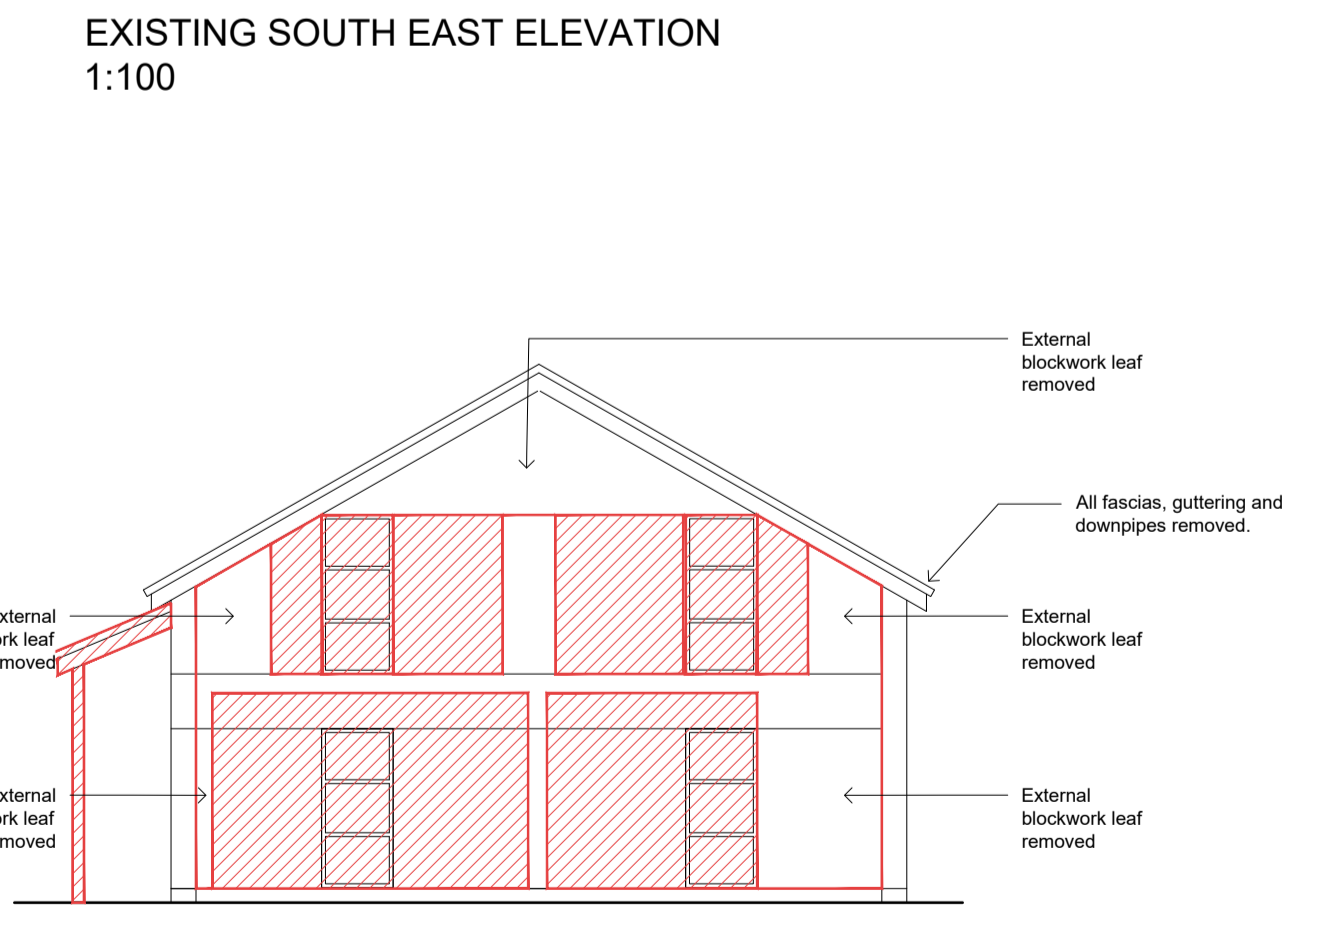 EXISTING SOUTH EAST ELEVATION
1:100
External
blockwork leaf
removed
All fascias, guttering and
downpipes removed.
xternal
rk leaf
moved
External
blockwork leaf
removed
xternal
rk leaf
moved
External
blockwork leaf
removed